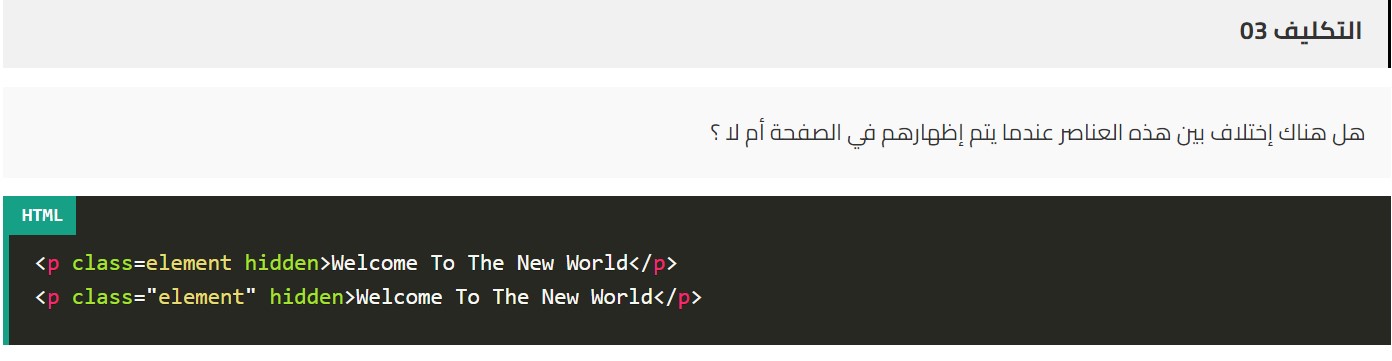 التكليف 03
هل هناك إختلاف بين هذه العناصر عندما يتم إظهارهم في الصفحة أم لا ؟
HTML
<p class=element hidden>Welcome To The New World</p>
<p class="element" hidden>Welcome To The New World</p>